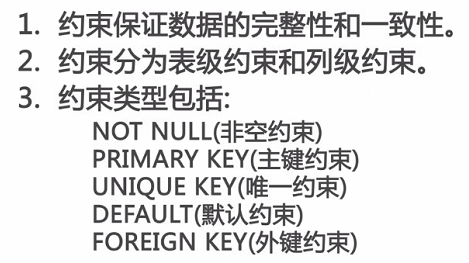 1. 约束保证数据的完整性和一致性。
2. 约束分为表级约束和列级约束。
3. 约束类型包括:
NOT NULL(非空约束)
PRIMARY KEY(主键约束)
UNIQUE KEY(唯一约束)
DEFAULT(默认约束)
FOREIGN KEY(外键约束)